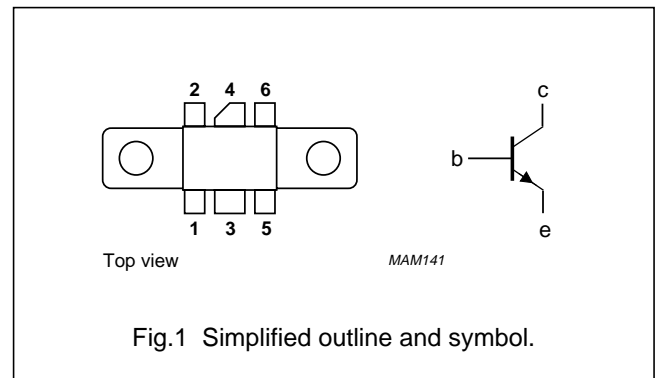 2 4 6
c
b
1 3 5
e
Top view
MAM141
Fig.1 Simplified outline and symbol.